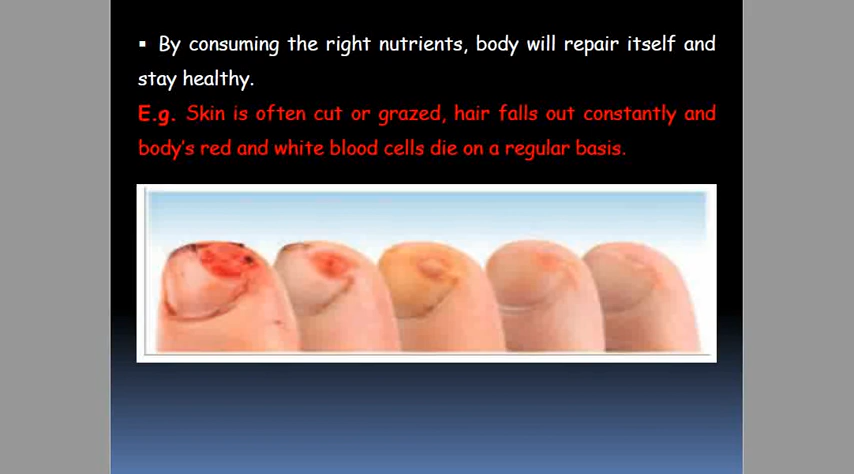 ▪ By consuming the right nutrients, body will repair itself and
stay healthy.
E.g. Skin is often cut or grazed, hair falls out constantly and
body's red and white blood cells die on a regular basis.